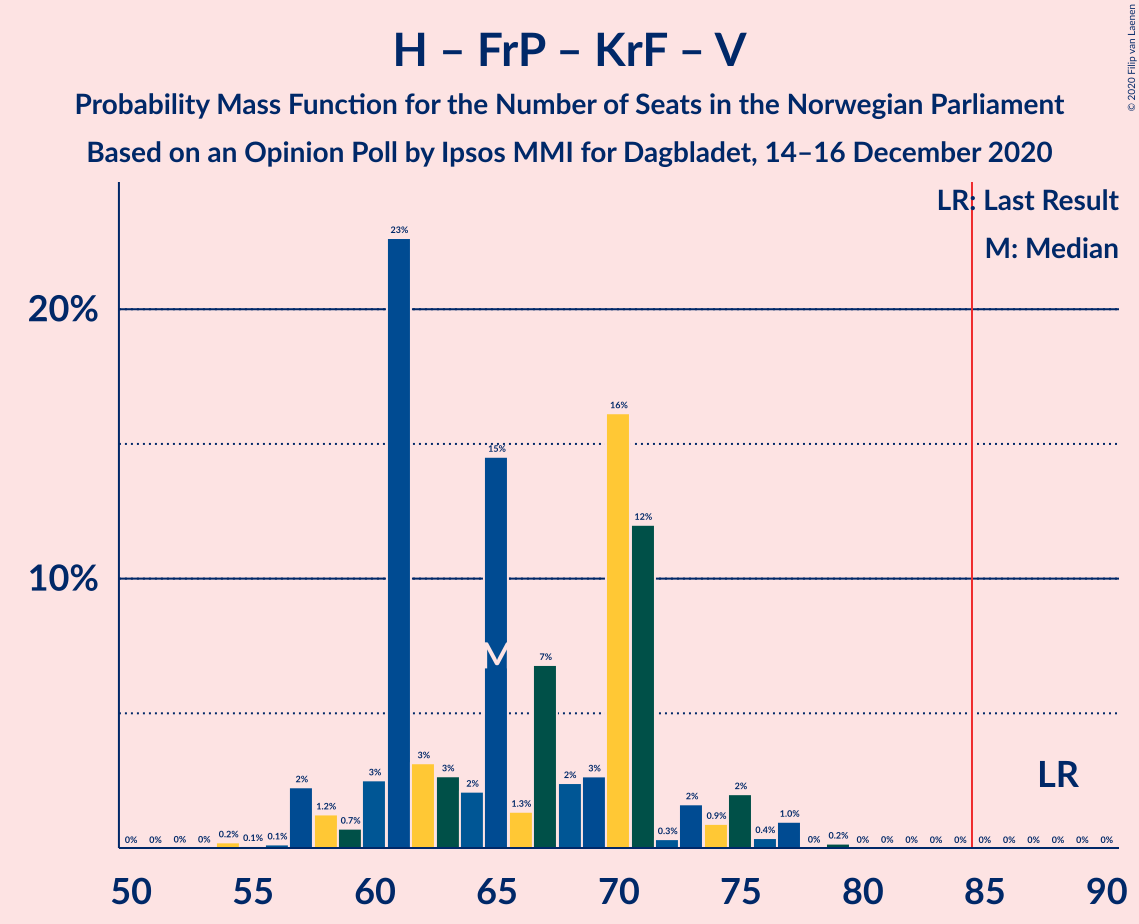 © 2020 Filip van Laenen
H – FrP – KrF – V
Probability Mass Function for the Number of Seats in the Norwegian Parliament
Based on an Opinion Poll by Ipsos MMI for Dagbladet, 14–16 December 2020
LR: Last Result
M: Median
20%
10%
0% 0% 0% 0% 0.2% 0.1% 0.1% 2% 1.2% 0.7% 3% 23% 3% 3% 2% 15% 1.3% 7% 2% 3% 16% 12% 0.3% 2% 0.9% 2% 0.4% 1.0% 0% 0.2% 0% 0% 0% 0% 0% 0% 0% 0% 0% 0% 0%
M
LR
50 55 60 65 70 75 80 85 90